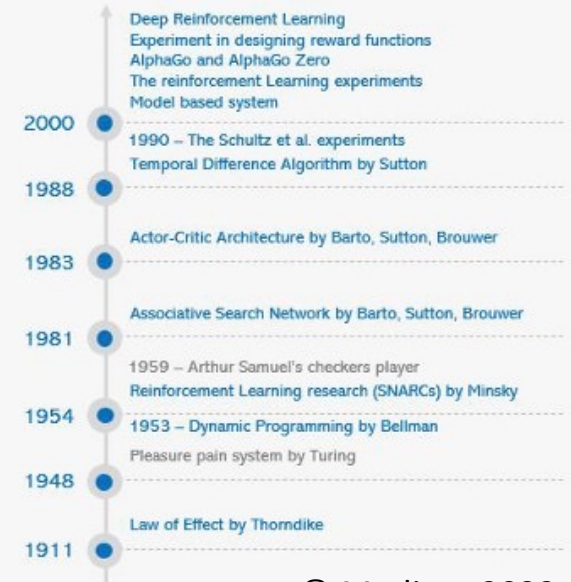 Deep Reinforcement Learning
Experiment in designing reward functions
AlphaGo and AlphaGo Zero
The reinforcement Learning experiments
Model based system
2000
1990 – The Schultz et al. experiments
Temporal Difference Algorithm by Sutton
1988
Actor-Critic Architecture by Barto, Sutton, Brouwer
1983
Associative Search Network by Barto, Sutton, Brouwer
1981
1959 – Arthur Samuel's checkers player
Reinforcement Learning research (SNARCs) by Minsky
1954
1953 – Dynamic Programming by Bellman
Pleasure pain system by Turing
1948
Law of Effect by Thorndike
1911